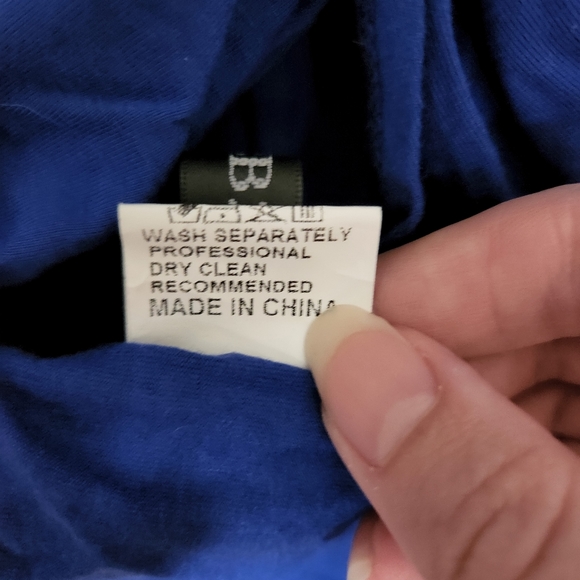 B
WASH SEPARATELY
PROFESSIONAL
DRY CLEAN
RECOMMENDED
MADE IN CHINA